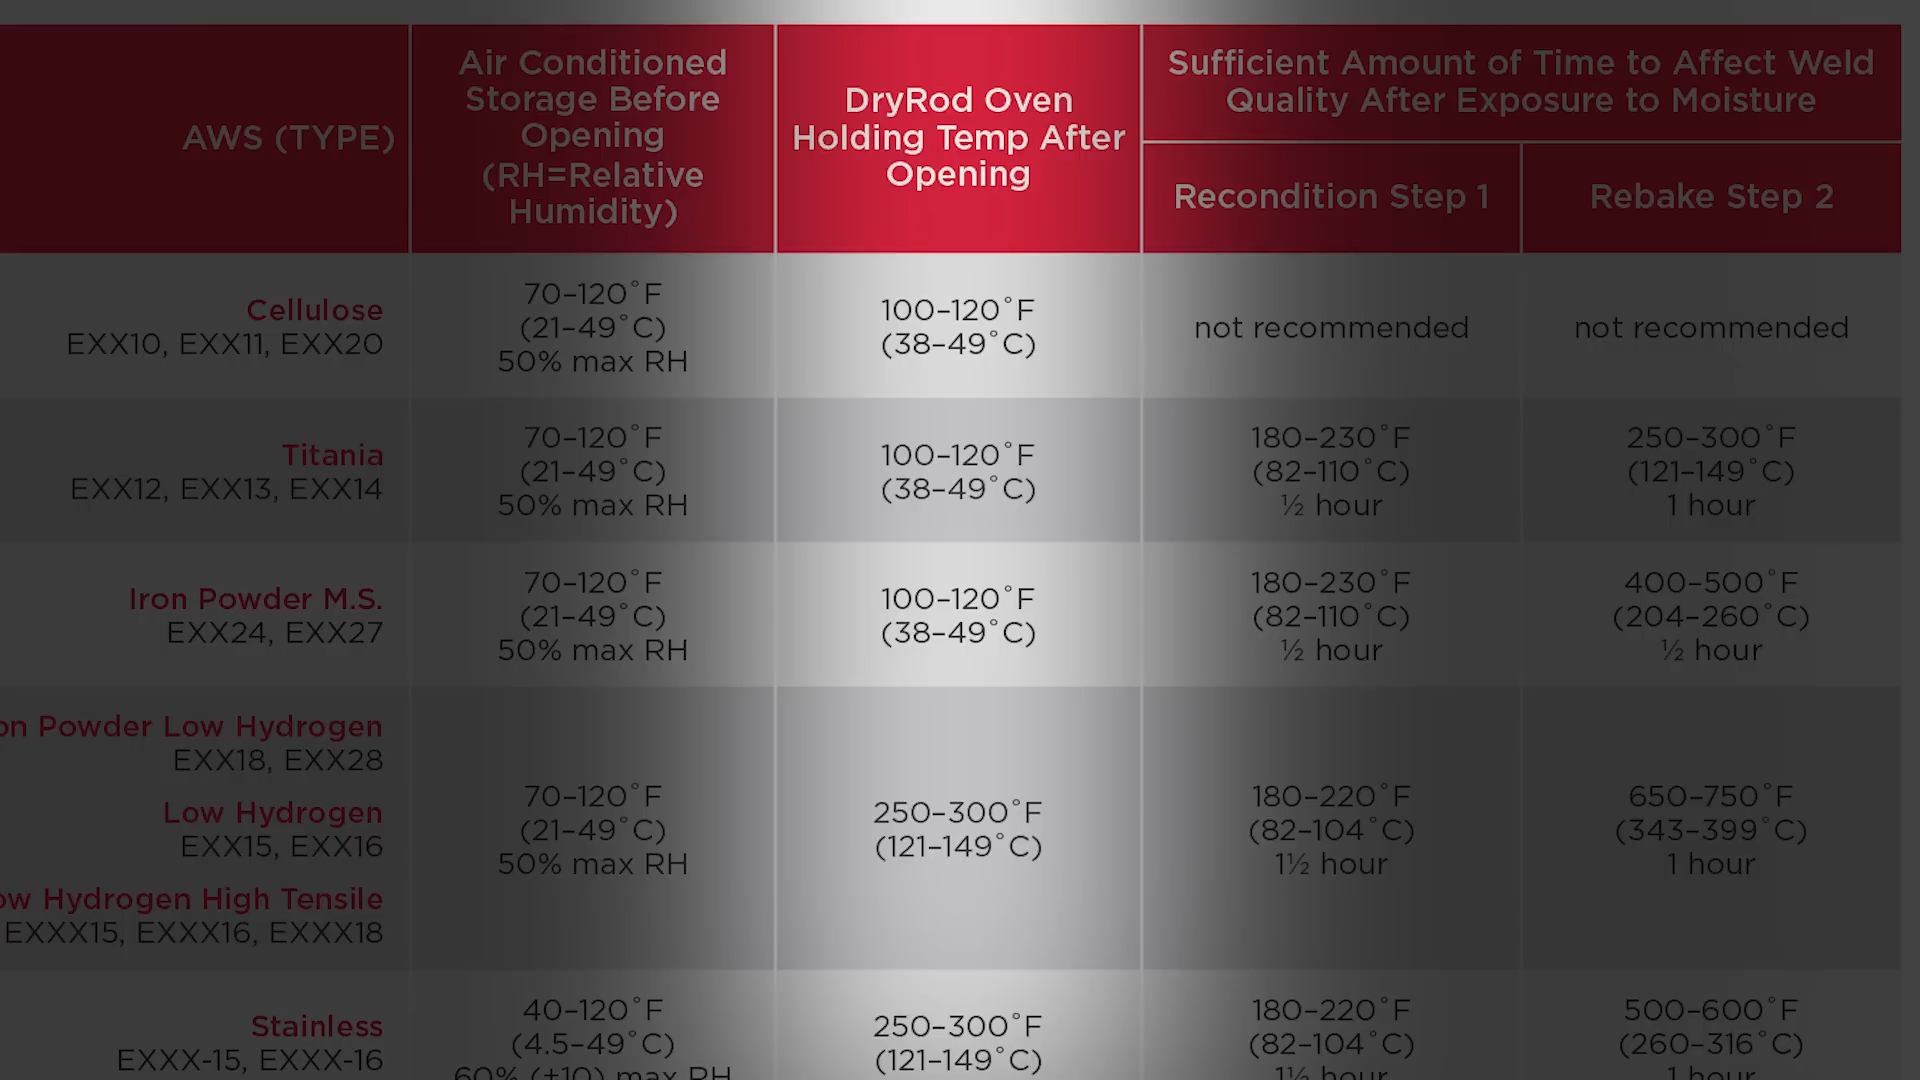 AWS (TYPE)
Air Conditioned
Storage Before
Opening
(RH=Relative
Humidity)
DryRod Oven
Holding Temp After
Opening
Sufficient Amount of Time to Affect Weld
Quality After Exposure to Moisture
Recondition Step 1
Rebake Step 2
Cellulose
EXX10, EXX11, EXX20
70–120°F
(21–49°C)
50% max RH
100–120°F
(38–49°C)
not recommended
not recommended
Titania
EXX12, EXX13, EXX14
70–120°F
(21–49°C)
50% max RH
100–120°F
(38–49°C)
180–230°F
(82–110°C)
½ hour
250–300°F
(121–149°C)
1 hour
Iron Powder M.S.
EXX24, EXX27
70–120°F
(21–49°C)
50% max RH
100–120°F
(38–49°C)
180–230°F
(82–110°C)
½ hour
400–500°F
(204–260°C)
½ hour
on Powder Low Hydrogen
EXX18, EXX28
Low Hydrogen
EXX15, EXX16
ow Hydrogen High Tensile
EXXX15, EXXX16, EXXX18
70–120°F
(21–49°C)
50% max RH
250–300°F
(121–149°C)
180–220°F
(82–104°C)
1½ hour
650–750°F
(343–399°C)
1 hour
Stainless
EXXX-15, EXXX-16
40–120°F
(4.5–49°C)
60% (±10) max RH
250–300°F
(121–149°C)
180–220°F
(82–104°C)
1½ hour
500–600°F
(260–316°C)
1 hour